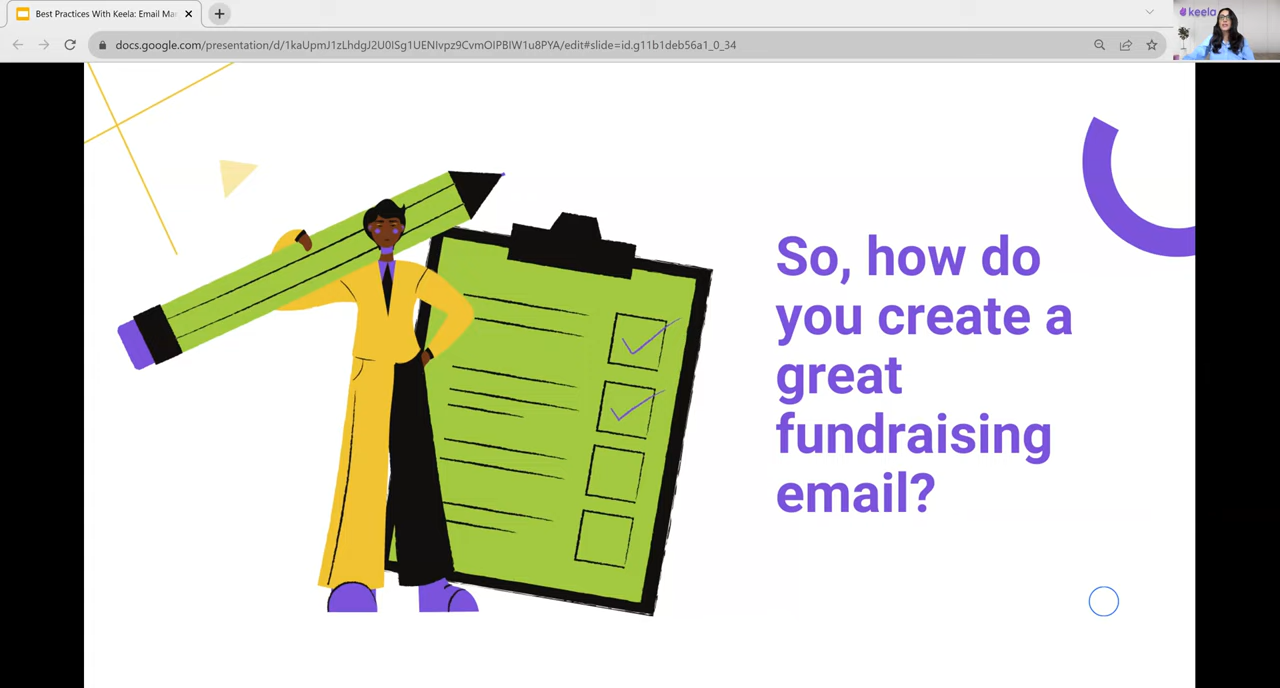 Best Practices With Keela: Email Mar
docs.google.com/presentation/d/1kaUpmJ1zLhdgJ2U0ISg1UENIvpz9CvmOIPBIW1u8PYA/edit#slide=id.g11b1deb56a1_0_34
keela
So, how do
you create a
great
fundraising
email?